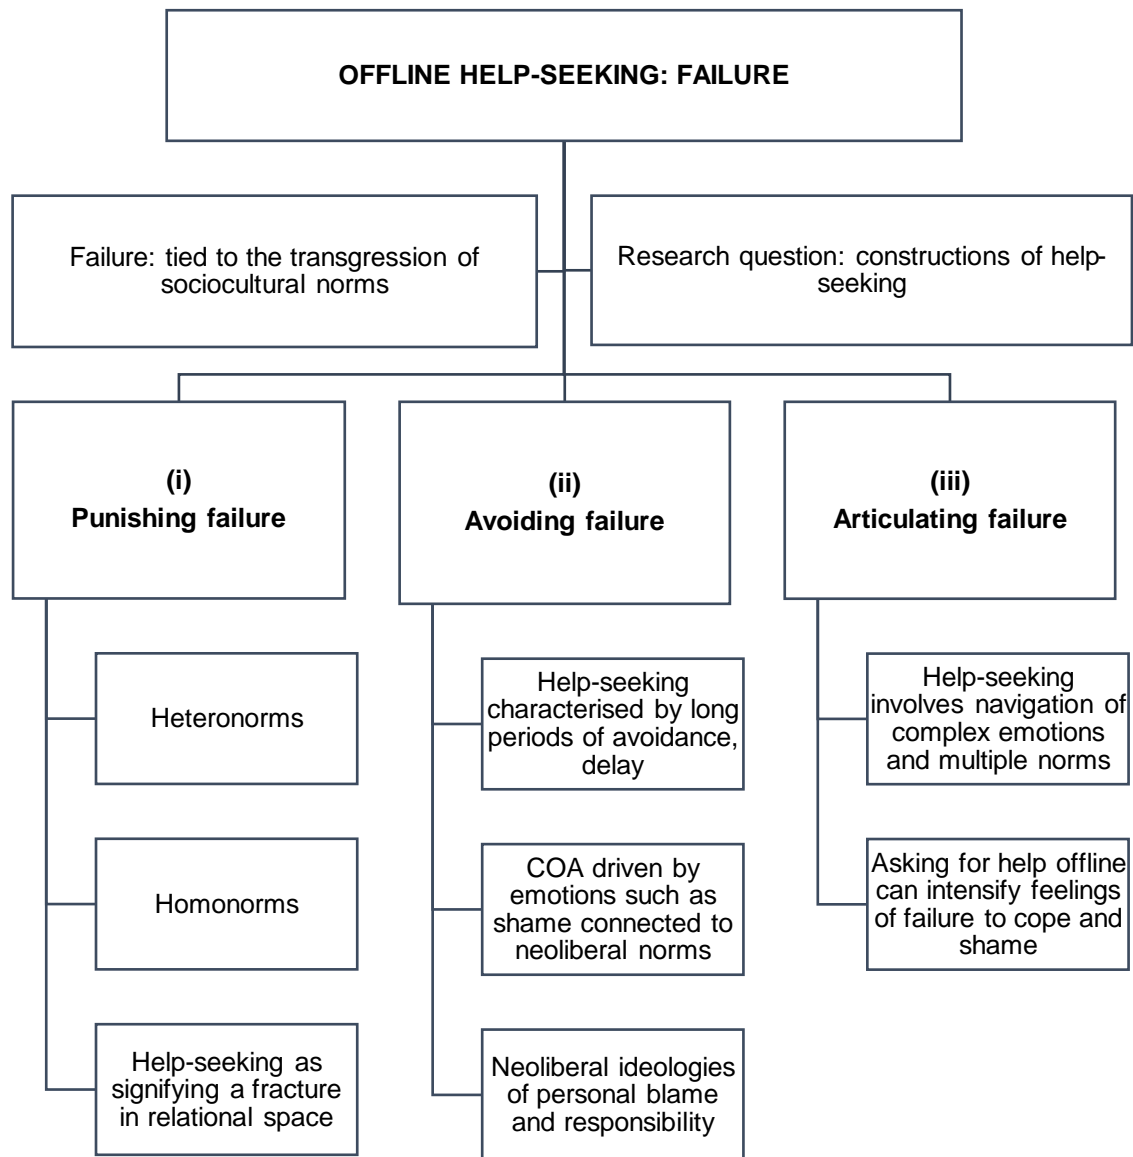 OFFLINE HELP-SEEKING: FAILURE
Failure: tied to the transgression of
sociocultural norms
Research question: constructions of help-
seeking
(i)
Punishing failure
(ii)
Avoiding failure
(iii)
Articulating failure
Heteronorms
Homonorms
Help-seeking as
signifying a fracture
in relational space
Help-seeking
characterised by long
periods of avoidance,
delay
COA driven by
emotions such as
shame connected to
neoliberal norms
Neoliberal ideologies
of personal blame
and responsibility
Help-seeking
involves navigation of
complex emotions
and multiple norms
Asking for help offline
can intensify feelings
of failure to cope and
shame